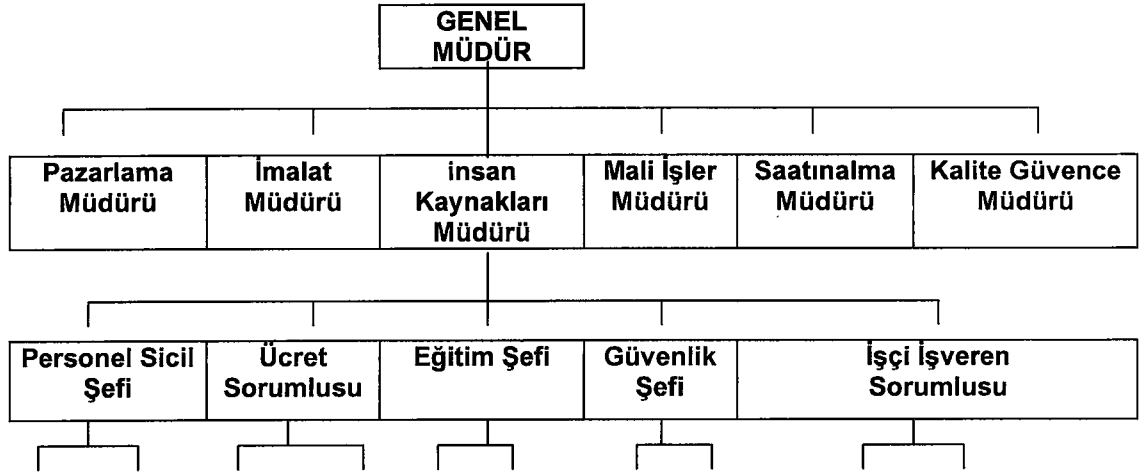 GENEL
MÜDÜR
Pazarlama
Müdürü
İmalat
Müdürü
insan
Kaynakları
Müdürü
Mali İşler
Müdürü
Saatınalma
Müdürü
Kalite Güvence
Müdürü
Personel Sicil
Şefi
Ücret
Sorumlusu
Eğitim Şefi
Güvenlik
Şefi
İşçi İşveren
Sorumlusu